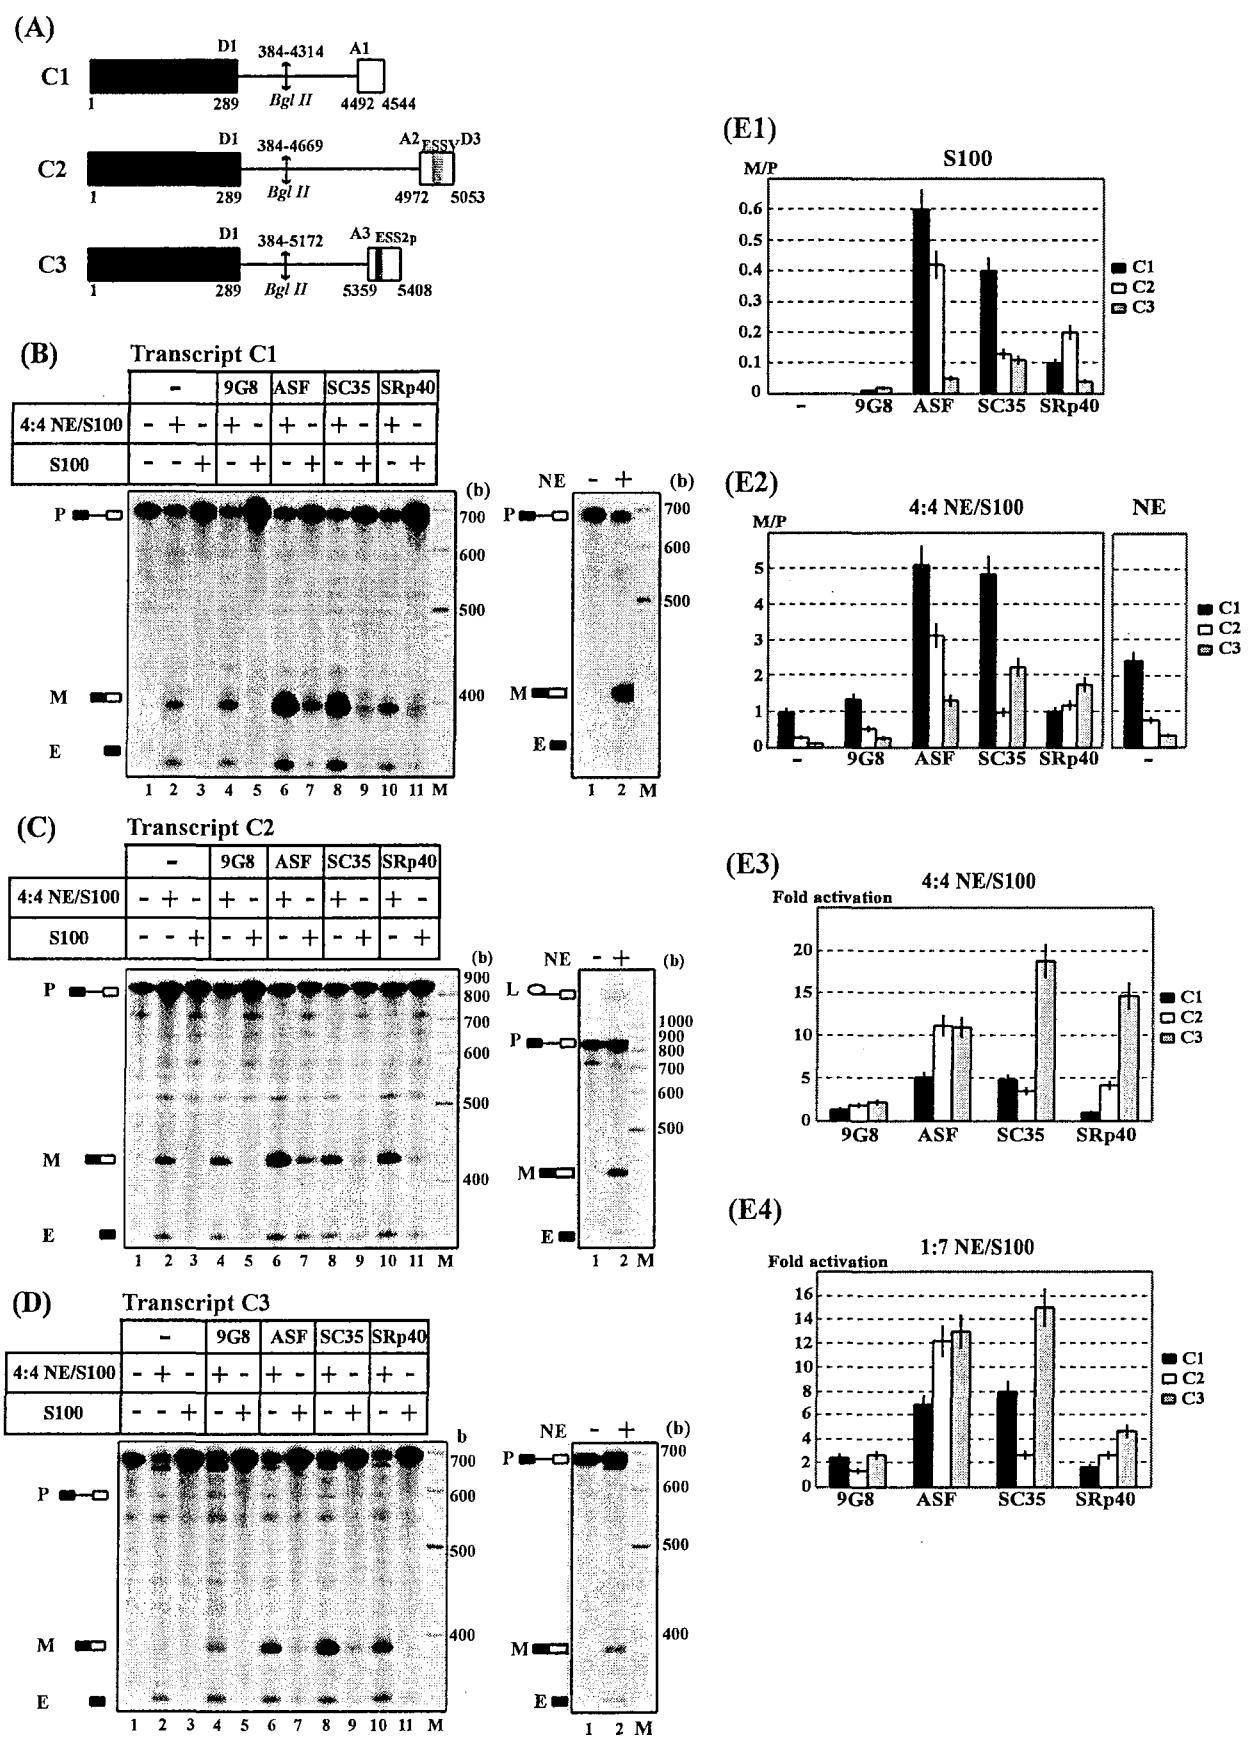 (A)
D1 384-4314 A1
C1
1 289 Bgl II 4492 4544
D1 384-4669 A2 ESSV D3
C2
1 289 Bgl II 4972 5053
D1 384-5172 A3 ESS2p
C3
1 289 Bgl II 5359 5408
(B) Transcript C1
- 9G8 ASF SC35 SRp40
4:4 NE/S100 - + - + - + - + - + -
S100 - - + - + - + - + - +
(b)
P 700
600
500
M 400
E
1 2 3 4 5 6 7 8 9 10 11 M
NE - + (b)
P 700
600
500
M
E
1 2 M
(C) Transcript C2
- 9G8 ASF SC35 SRp40
4:4 NE/S100 - + - + - + - + - + -
S100 - - + - + - + - + - +
(b)
900
P 800
700
600
500
M
400
E
1 2 3 4 5 6 7 8 9 10 11 M
NE - + (b)
L
1000
P 900
800
700
600
500
M
E
1 2 M
(D) Transcript C3
- 9G8 ASF SC35 SRp40
4:4 NE/S100 - + - + - + - + - + -
S100 - - + - + - + - + - +
b
700
P 600
500
400
M
E
1 2 3 4 5 6 7 8 9 10 11 M
NE - + (b)
P 700
600
500
400
M
E
1 2 M
(E1)
S100
M/P
0.6
0.5
0.4
0.3
0.2
0.1
0
- 9G8 ASF SC35 SRp40
C1
C2
C3
(E2)
4:4 NE/S100 NE
M/P
5
4
3
2
1
0
- 9G8 ASF SC35 SRp40 -
C1
C2
C3
(E3)
4:4 NE/S100
Fold activation
20
15
10
5
0
9G8 ASF SC35 SRp40
C1
C2
C3
(E4)
1:7 NE/S100
Fold activation
16
14
12
10
8
6
4
2
0
9G8 ASF SC35 SRp40
C1
C2
C3